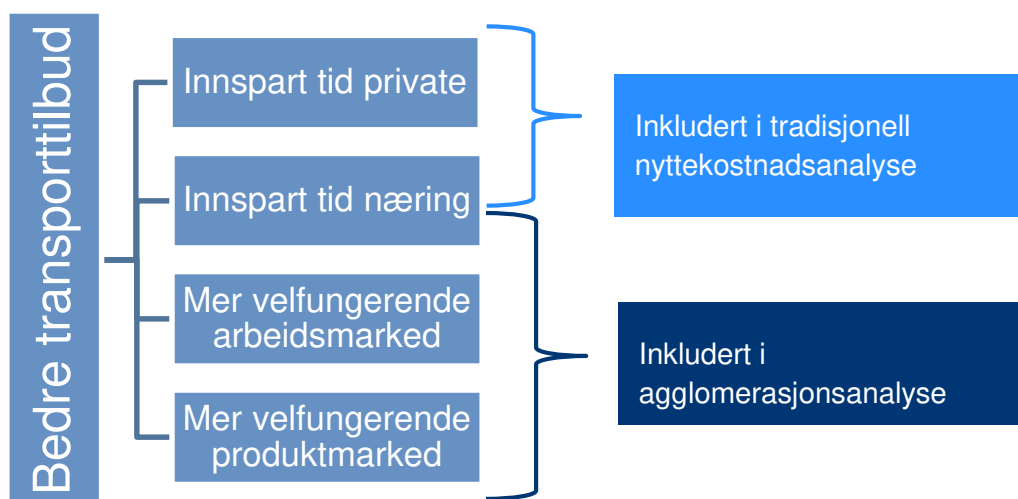 Bedre transporttilbud
Innspart tid private
Innspart tid næring
Mer velfungerende
arbeidsmarked
Mer velfungerende
produktmarked
Inkludert i tradisjonell
nyttekostnadsanalyse
Inkludert i
agglomerasjonsanalyse